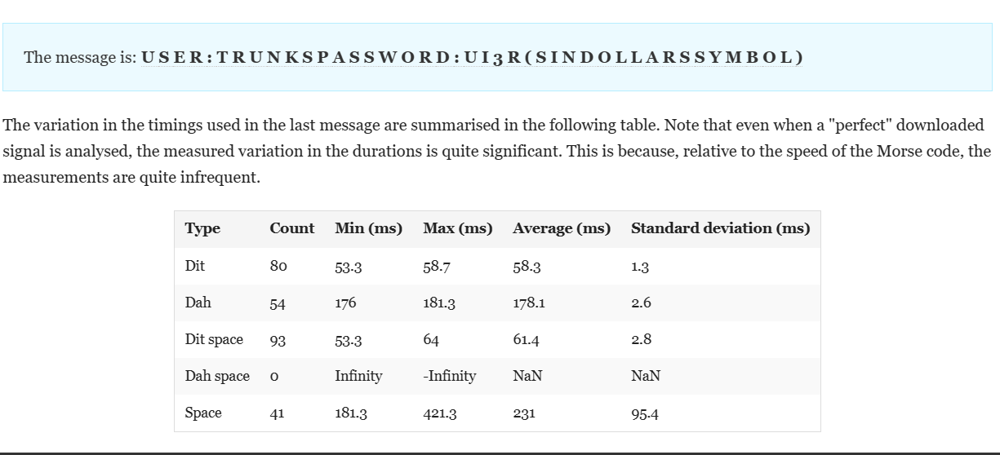 The message is: U S E R : T R U N K S P A S S W O R D : U I 3 R ( S I N D O L L A R S S Y M B O L )
The variation in the timings used in the last message are summarised in the following table. Note that even when a "perfect" downloaded
signal is analysed, the measured variation in the durations is quite significant. This is because, relative to the speed of the Morse code, the
measurements are quite infrequent.
Type Count Min (ms) Max (ms) Average (ms) Standard deviation (ms)
Dit 80 53.3 58.7 58.3 1.3
Dah 54 176 181.3 178.1 2.6
Dit space 93 53.3 64 61.4 2.8
Dah space 0 Infinity -Infinity NaN NaN
Space 41 181.3 421.3 231 95.4